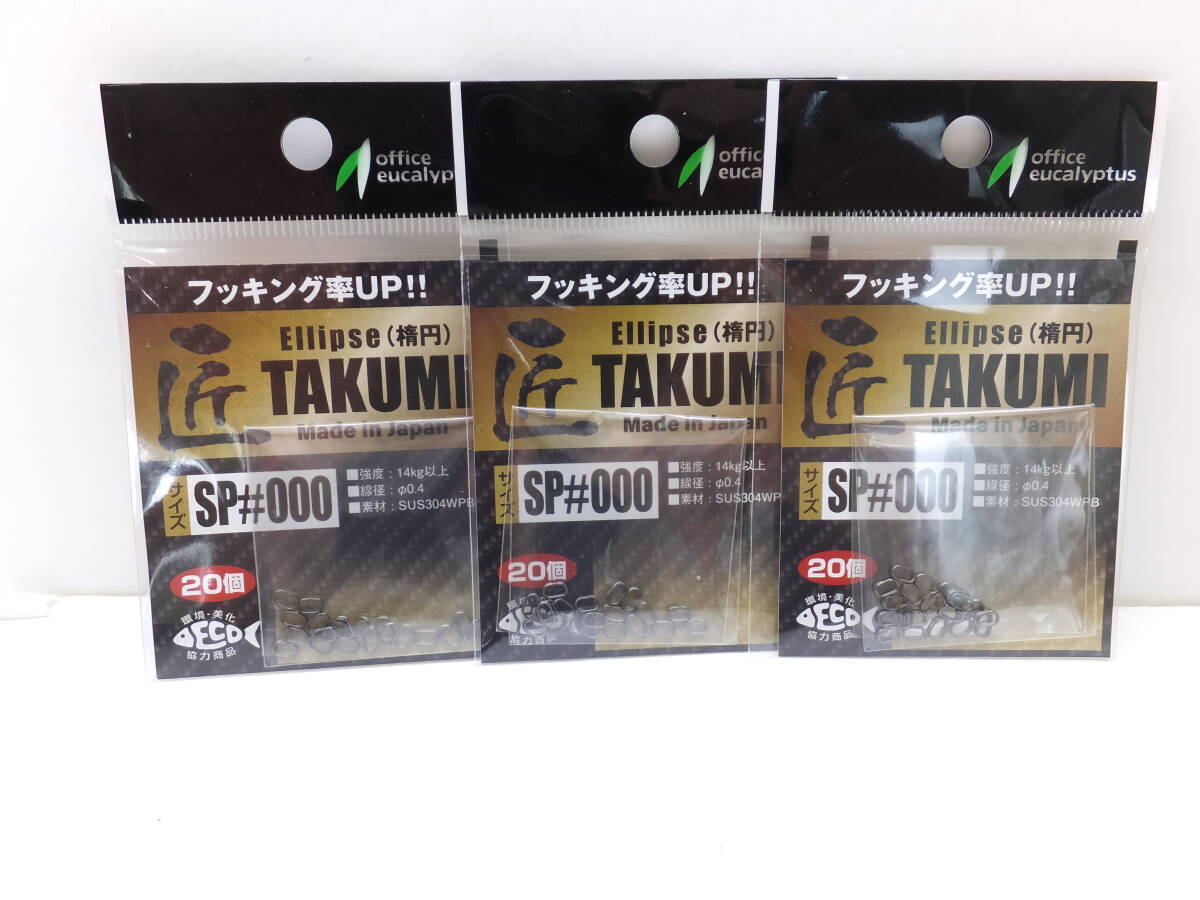 office
eucalyp
フッキング率UP!!
匠
Ellipse（楕円）
TAKUMI
Made in Japan
サイズ
SP#000
■強度：14kg以上
■線径：φ0.4
■素材：SUS304WPB
20個
環境・美化
ECO
協力商品
offic
euca
フッキング率UP!!
匠
Ellipse（楕円）
TAKUMI
Made in Japan
サイズ
SP#000
■強度：14kg以上
■線径：φ0.4
■素材：SUS304WP
20個
協力商品
office
eucalyptus
フッキング率UP!!
匠
Ellipse（楕円）
TAKUMI
Made in Japan
サイズ
SP#000
■強度：14kg以上
■線径：φ0.4
■素材：SUS304WPB
20個
環境・美化
ECO
協力商品